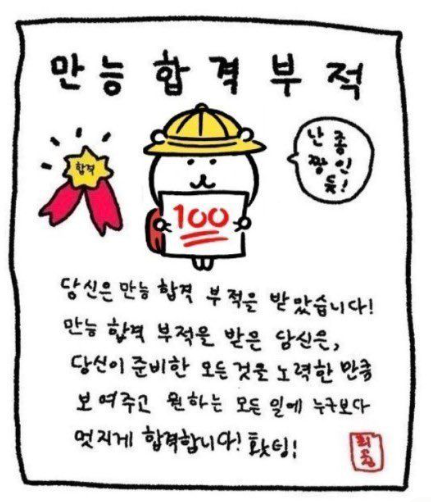 만능 합격 부적
합격
난 좀
짱인
듯!
100
당신은 만능 합격 부적을 받았습니다!
만능 합격 부적을 받은 당신은,
당신이 준비한 모든 것을 노력한 만큼
보여주고 원하는 모든 일에 누구보다
멋지게 합격합니다! 홧팅!